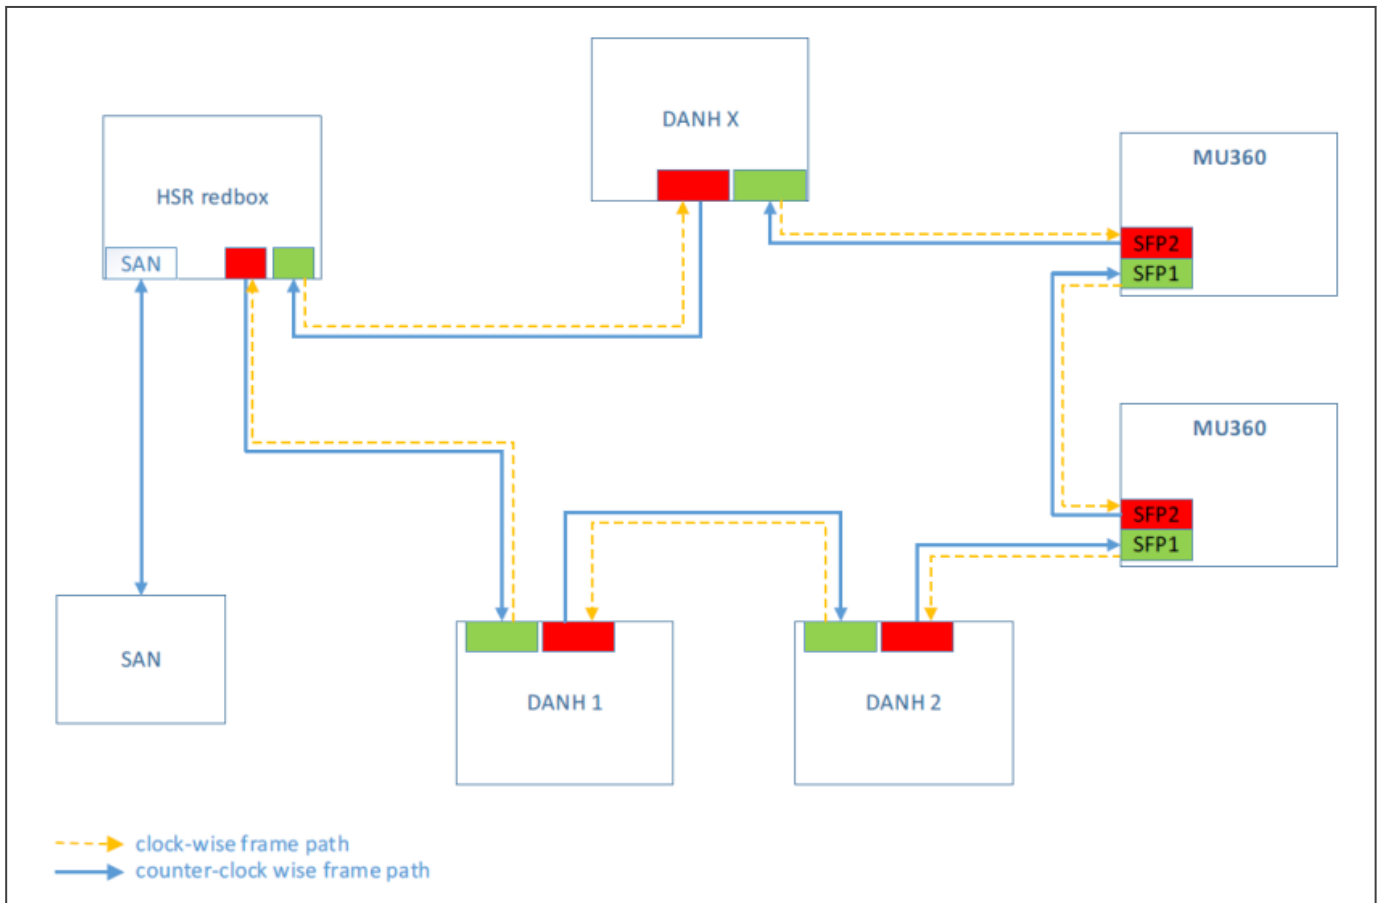 DANH X
MU360
HSR redbox
SFP2
SAN
SFP1
MU360
SFP2
SFP1
SAN
DANH 1
DANH 2
clock-wise frame path
counter-clock wise frame path